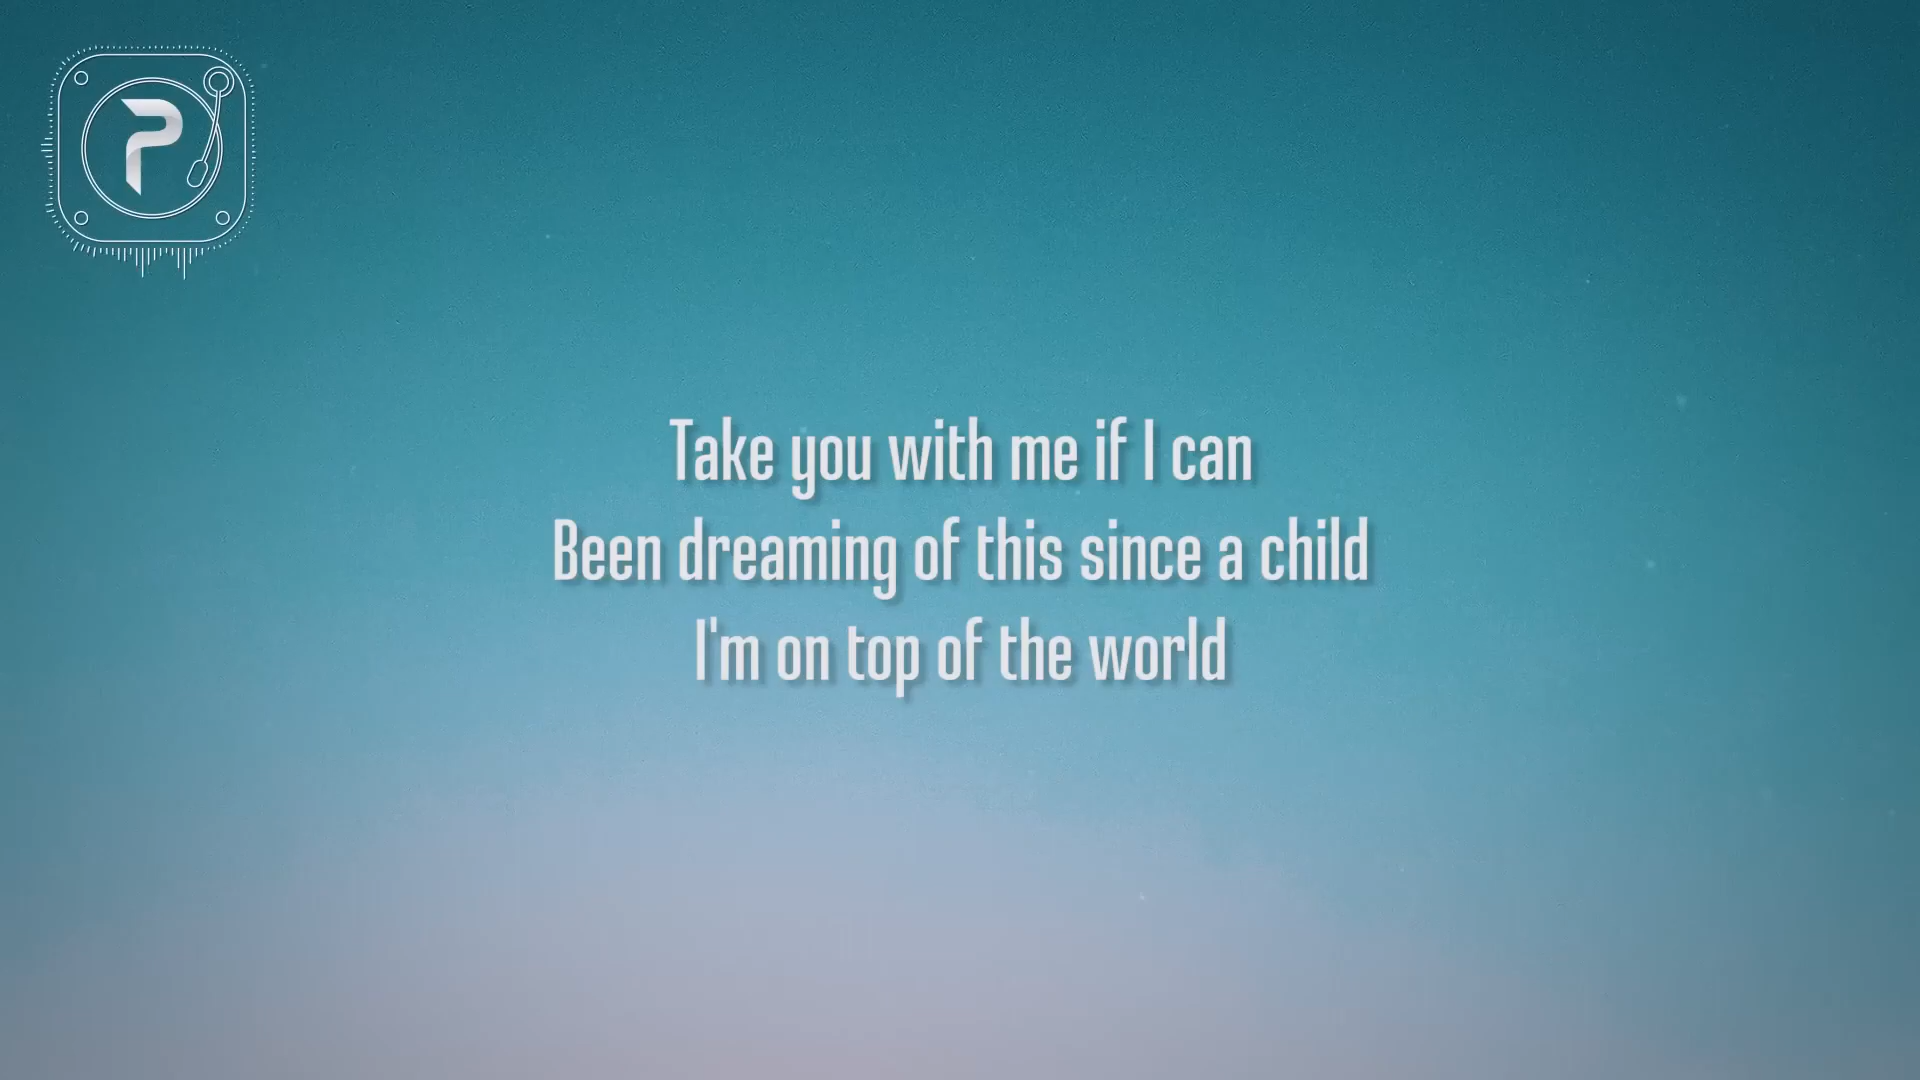 P
Take you with me if I can
Been dreaming of this since a child
I'm on top of the world